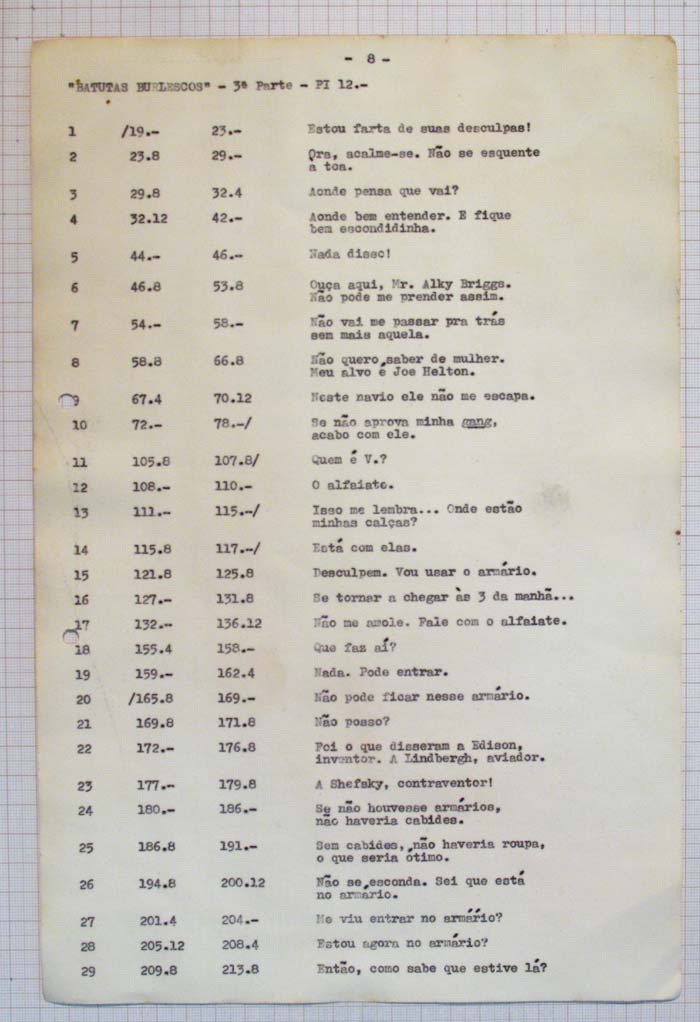 - 8 -
"BATUTAS BURLESCOS" - 3ª Parte - PI 12.-
1 /19.- 23.- Estou farta de suas desculpas!
2 23.8 29.- Ora, acalme-se. Não se esquente
a toa.
3 29.8 32.4 Aonde pensa que vai?
4 32.12 42.- Aonde bem entender. E fique
bem escondidinha.
5 44.- 46.- Nada disso!
6 46.8 53.8 Ouça aqui, Mr. Alky Briggs.
Não pode me prender assim.
7 54.- 58.- Não vai me passar pra trás
sem mais aquela.
8 58.8 66.8 Não quero saber de mulher.
Meu alvo é Joe Helton.
9 67.4 70.12 Neste navio ele não me escapa.
10 72.- 78.-/ Se não aprova minha gang,
acabo com ele.
11 105.8 107.8/ Quem é V.?
12 108.- 110.- O alfaiate.
13 111.- 115.-/ Isso me lembra... Onde estão
minhas calças?
14 115.8 117.-/ Está com elas.
15 121.8 125.8 Desculpem. Vou usar o armário.
16 127.- 131.8 Se tornar a chegar às 3 da manhã...
17 132.- 136.12 Não me amole. Fale com o alfaiate.
18 155.4 158.- Que faz aí?
19 159.- 162.4 Nada. Pode entrar.
20 /165.8 169.- Não pode ficar nesse armário.
21 169.8 171.8 Não posso?
22 172.- 176.8 Foi o que disseram a Edison,
inventor. A Lindbergh, aviador.
23 177.- 179.8 A Shefsky, contraventor!
24 180.- 186.- Se não houvesse armários,
não haveria cabides.
25 186.8 191.- Sem cabides, não haveria roupa,
o que seria ótimo.
26 194.8 200.12 Não se esconda. Sei que está
no armário.
27 201.4 204.- Me viu entrar no armário?
28 205.12 208.4 Estou agora no armário?
29 209.8 213.8 Então, como sabe que estive lá?